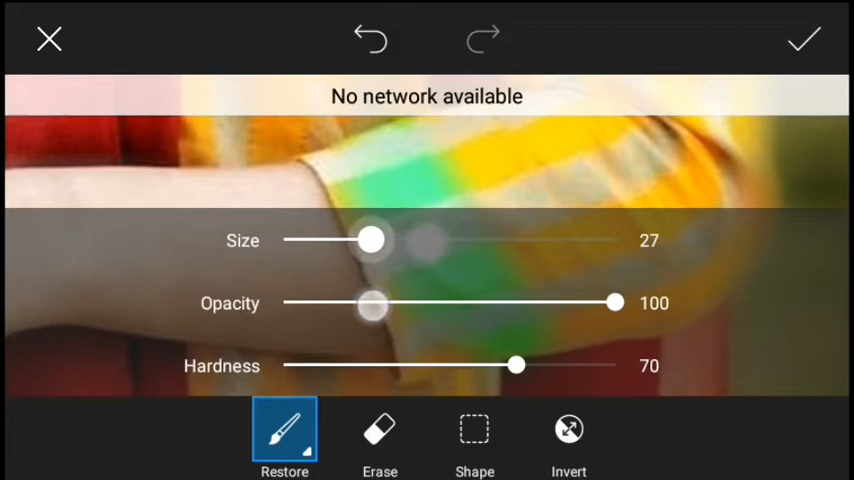 No network available
Size 27
Opacity 100
Hardness 70
Restore Erase Shape Invert